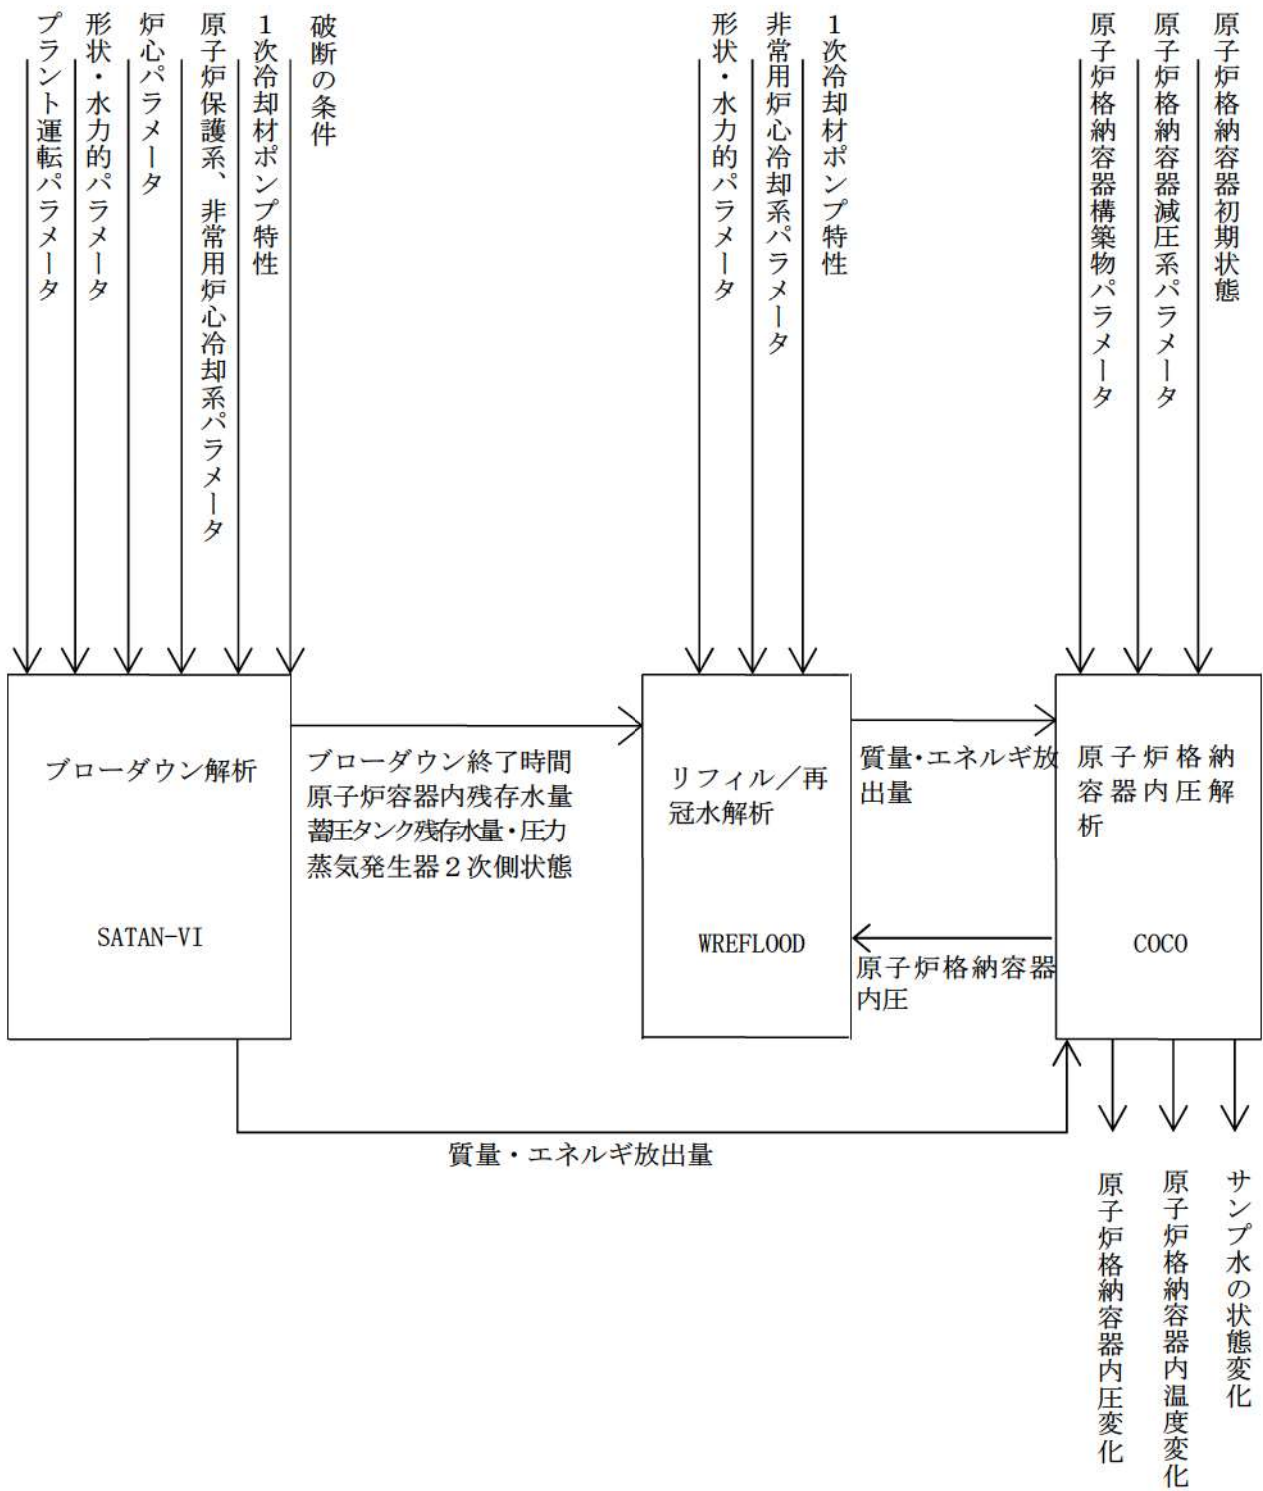 プラント運転パラメータ
形状・水力的パラメータ
炉心パラメータ
原子炉保護系、非常用炉心冷却系パラメータ
１次冷却材ポンプ特性
破断の条件
形状・水力的パラメータ
非常用炉心冷却系パラメータ
１次冷却材ポンプ特性
原子炉格納容器構築物パラメータ
原子炉格納容器減圧系パラメータ
原子炉格納容器初期状態
ブローダウン解析
SATAN-VI
ブローダウン終了時間
原子炉容器内残存水量
蓄圧タンク残存水量・圧力
蒸気発生器２次側状態
リフィル／再
冠水解析
WREFLOOD
質量・エネルギ放
出量
原子炉格納容器
内圧
原子炉格納
容器内圧解
析
COCO
質量・エネルギ放出量
原子炉格納容器内圧変化
原子炉格納容器内温度変化
サンプ水の状態変化